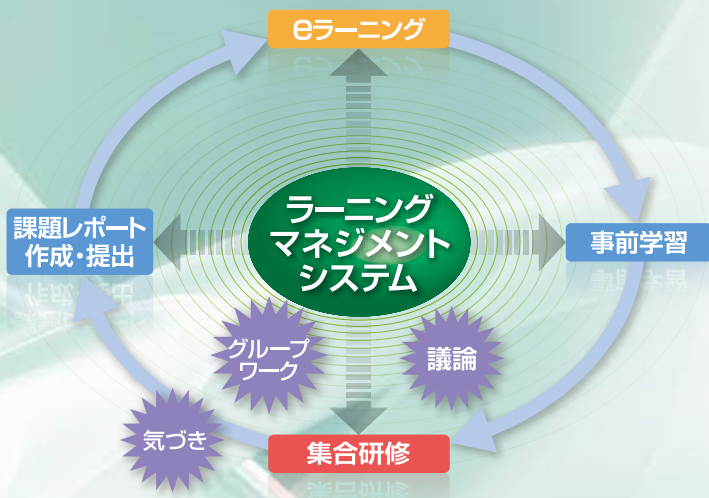 eラーニング
ラーニング
マネジメント
システム
課題レポート
作成・提出
事前学習
グループ
ワーク
議論
気づき
集合研修